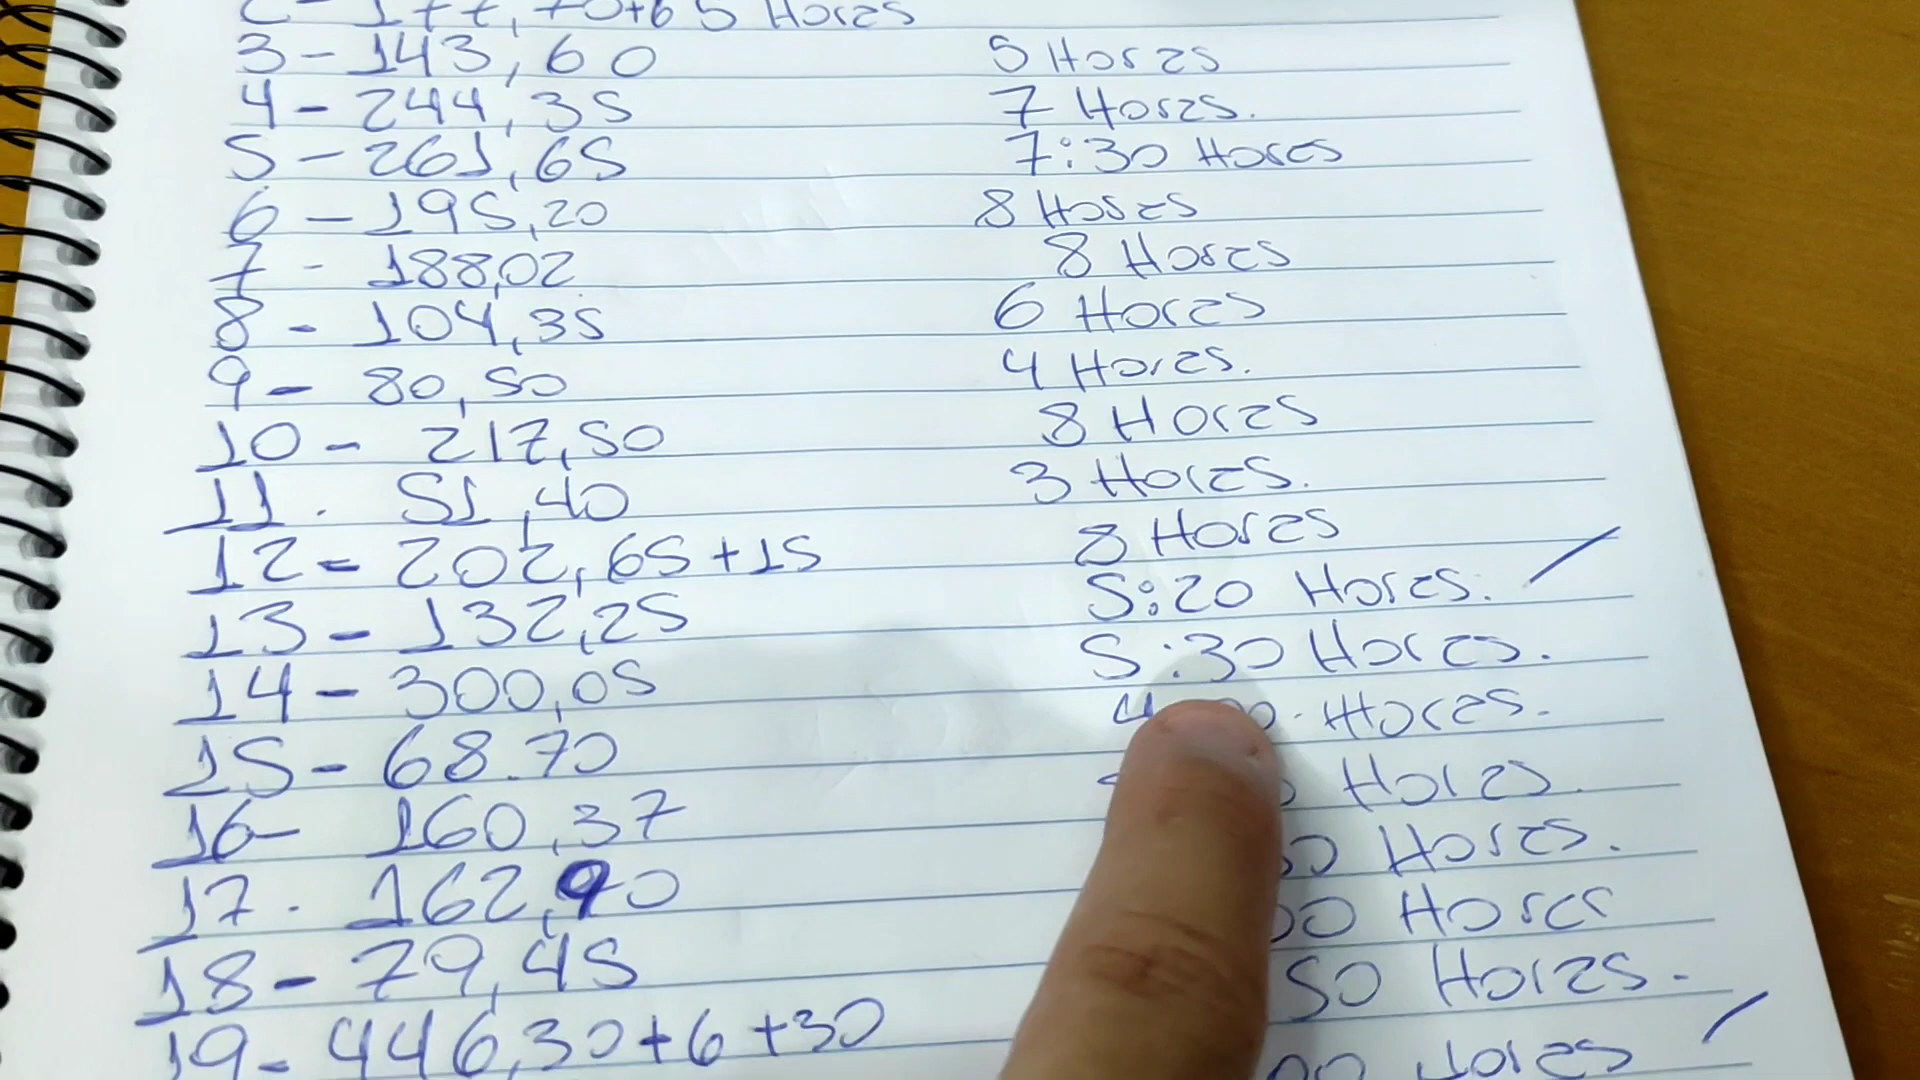 3 - 143,60 5 Horas
4 - 244,35 7 Horas.
5 - 261,65 7:30 Horas
6 - 195,20 8 Horas
7 - 188,02 8 Horas
8 - 104,35 6 Horas
9 - 80,50 4 Horas.
10 - 217,50 8 Horas
11. 51,40 3 Horas.
12 - 202,65+15 8 Horas
13 - 132,25 5:20 Horas. /
14 - 300,05 5:30 Horas.
15 - 68.70 Horas.
16 - 160,37 Horas.
17. 162,90 Horas.
18 - 79,45 Horas
19 - 446,30+6+30 50 Horas.
Horas /